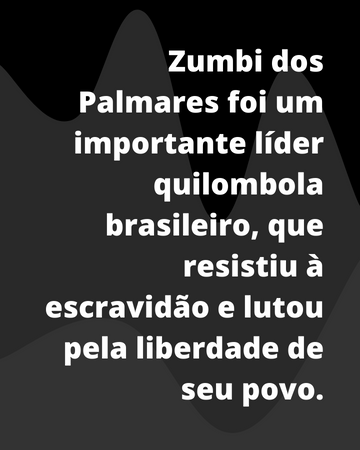 Zumbi dos
Palmares foi um
importante líder
quilombola
brasileiro, que
resistiu à
escravidão e lutou
pela liberdade de
seu povo.